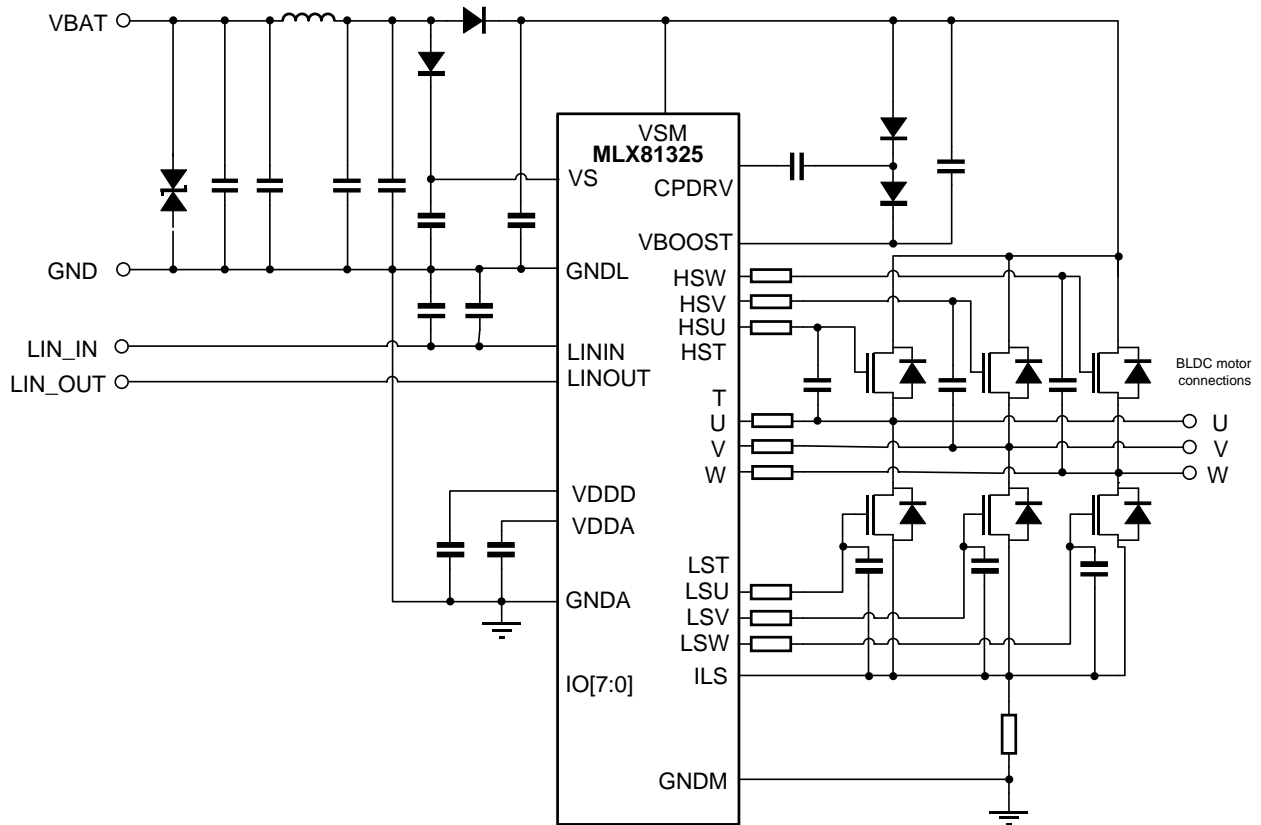 VBAT
GND
LIN_IN
LIN_OUT
VSM
MLX81325
VS
GNDL
LININ
LINOUT
VDDD
VDDA
GNDA
IO[7:0]
CPDRV
VBOOST
HSW
HSV
HSU
HST
T
U
V
W
LST
LSU
LSV
LSW
ILS
GNDM
BLDC motor
connections
U
V
W